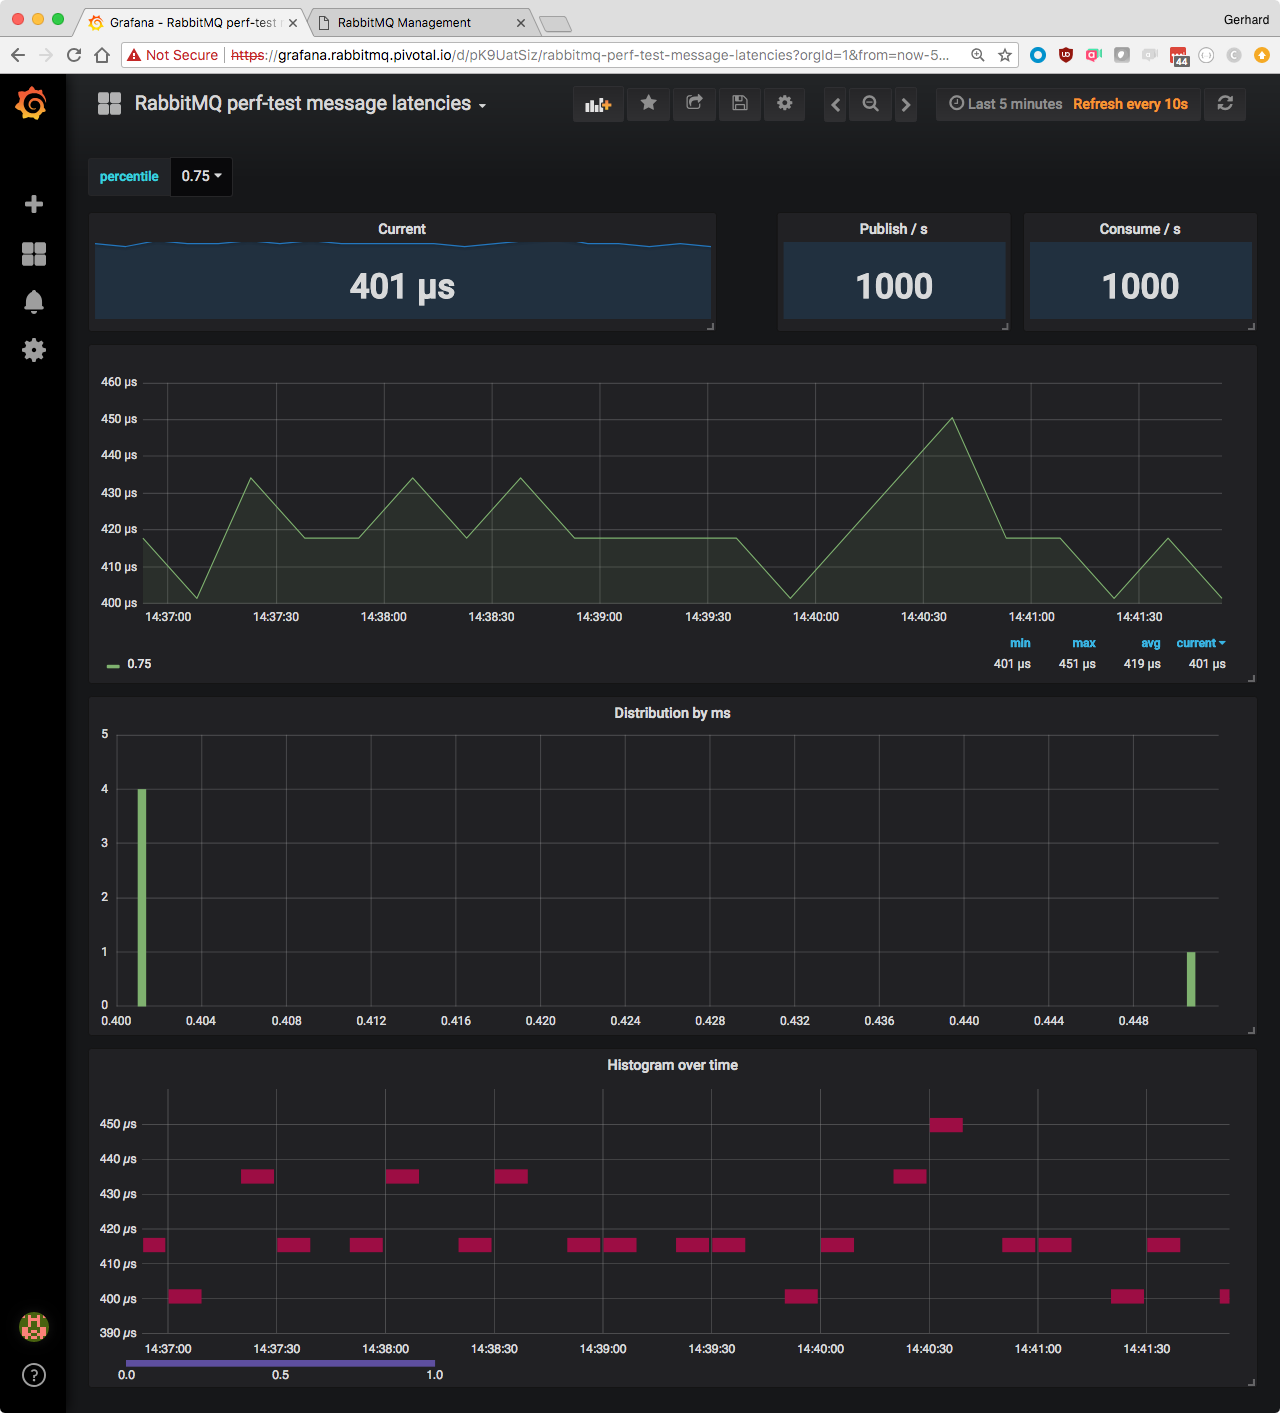 Grafana - RabbitMQ perf-test
RabbitMQ Management
Gerhard
Not Secure https://grafana.rabbitmq.pivotal.io/d/pK9UatSiz/rabbitmq-perf-test-message-latencies?orgId=1&from=now-5...
44
RabbitMQ perf-test message latencies
Last 5 minutes Refresh every 10s
percentile 0.75
Current
401 µs
Publish / s
1000
Consume / s
1000
460 µs
450 µs
440 µs
430 µs
420 µs
410 µs
400 µs
14:37:00 14:37:30 14:38:00 14:38:30 14:39:00 14:39:30 14:40:00 14:40:30 14:41:00 14:41:30
min max avg current
0.75 401 µs 451 µs 419 µs 401 µs
Distribution by ms
5
4
3
2
1
0
0.400 0.404 0.408 0.412 0.416 0.420 0.424 0.428 0.432 0.436 0.440 0.444 0.448
Histogram over time
450 µs
440 µs
430 µs
420 µs
410 µs
400 µs
390 µs
14:37:00 14:37:30 14:38:00 14:38:30 14:39:00 14:39:30 14:40:00 14:40:30 14:41:00 14:41:30
0.0 0.5 1.0
?